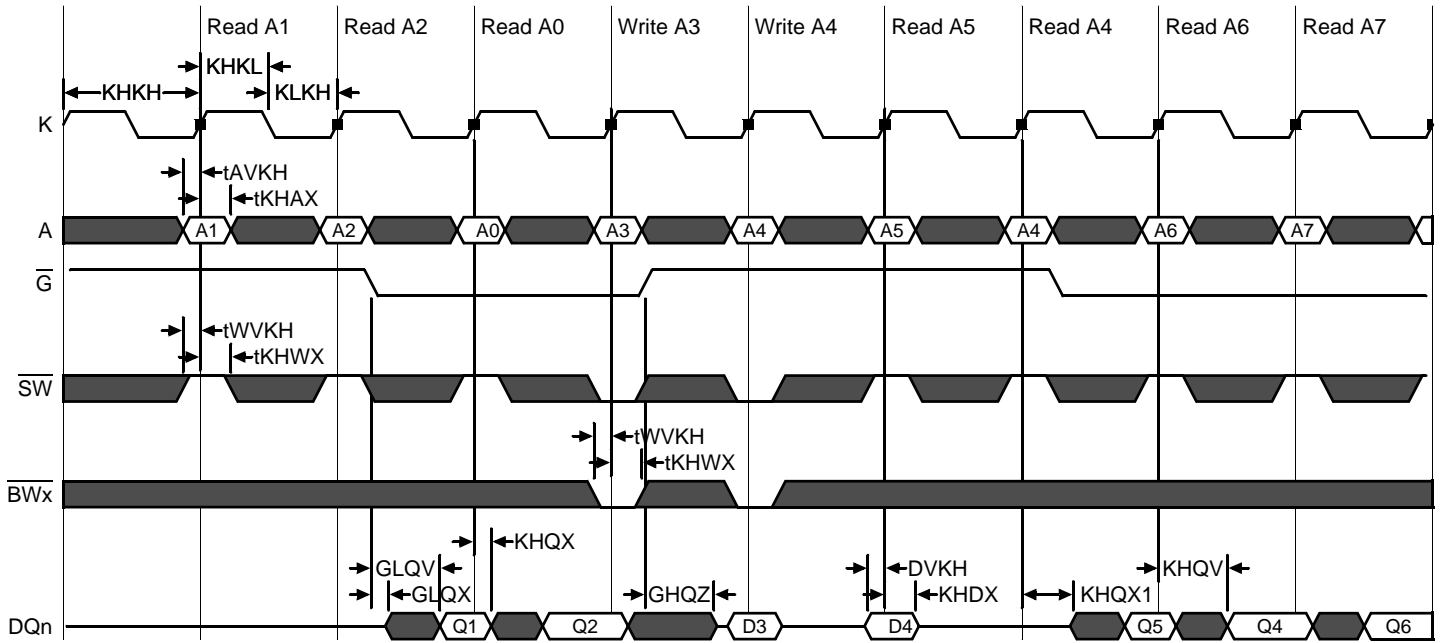 Read A1 Read A2 Read A0 Write A3 Write A4 Read A5 Read A4 Read A6 Read A7
KHKL
KHKH KLKH
K
tAVKH
tKHAX
A A1 A2 A0 A3 A4 A5 A4 A6 A7
G
tWVKH
tKHWX
SW
tWVKH
tKHWX
BWx
KHQX
GLQV DVKH KHQV
GLQX GHQZ KHDX KHQX1
DQn Q1 Q2 D3 D4 Q5 Q4 Q6